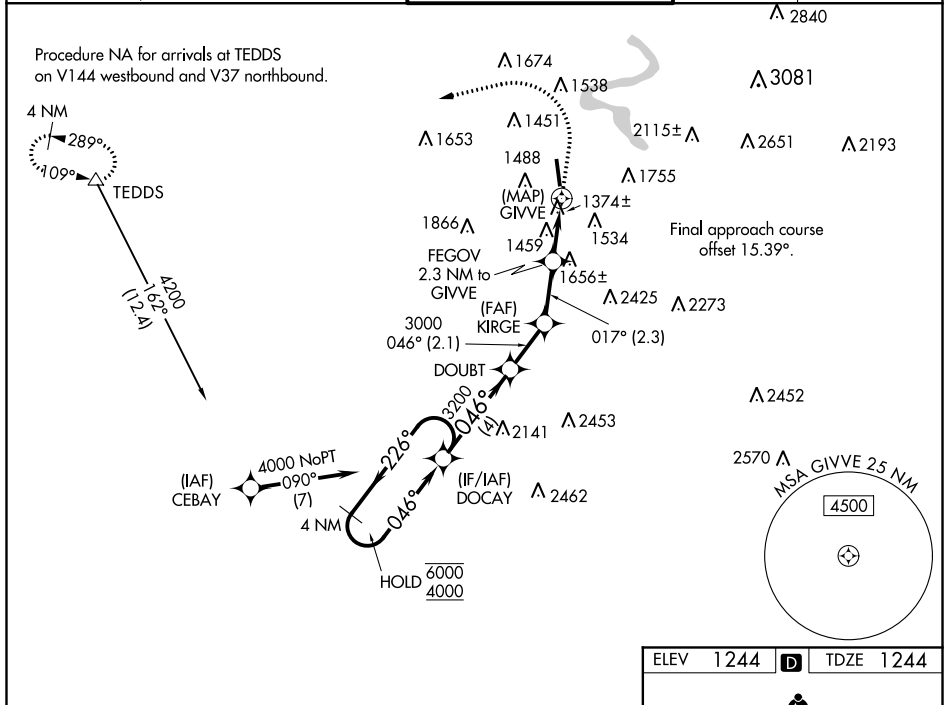 2840
Procedure NA for arrivals at TEDDS
on V144 westbound and V37 northbound.
1674
1538
3081
4 NM
289°
109°
TEDDS
1653
1451
2115±
2651
2193
1488
1755
(MAP)
GIVVE
1374±
1866
1459
1534
Final approach course
offset 15.39°.
FEGOV
2.3 NM to
GIVVE
1656±
4200
162°
(12.4)
(FAF)
KIRGE
2425
2273
3000
046° (2.1)
017° (2.3)
DOUBT
3200
046°
(4)
2452
2141
2453
226°
2570
(IAF)
CEBAY
4000 NoPT
090°
(7)
(IF/IAF)
DOCAY
2462
046°
4 NM
MSA GIVVE 25 NM
4500
HOLD
6000
4000
ELEV 1244 D TDZE 1244